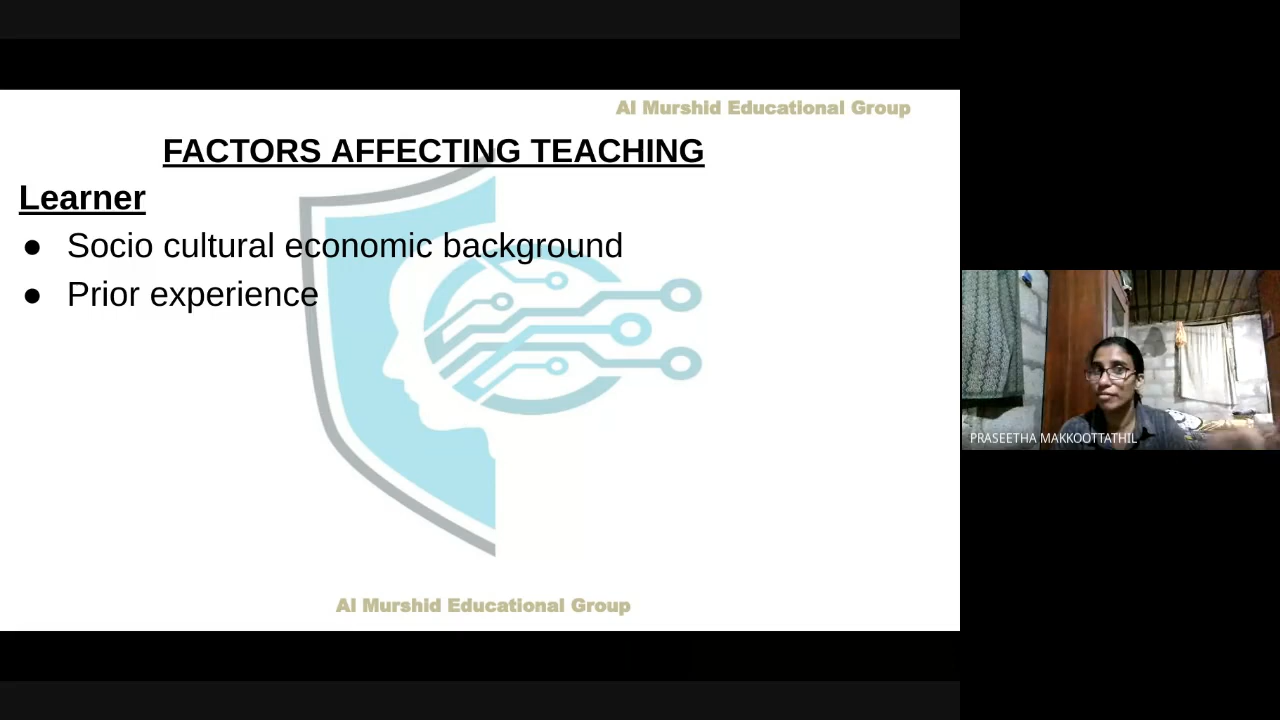 Al Murshid Educational Group
FACTORS AFFECTING TEACHING
Learner
● Socio cultural economic background
● Prior experience
PRASEETHA MAKKOOTTATHIL
Al Murshid Educational Group